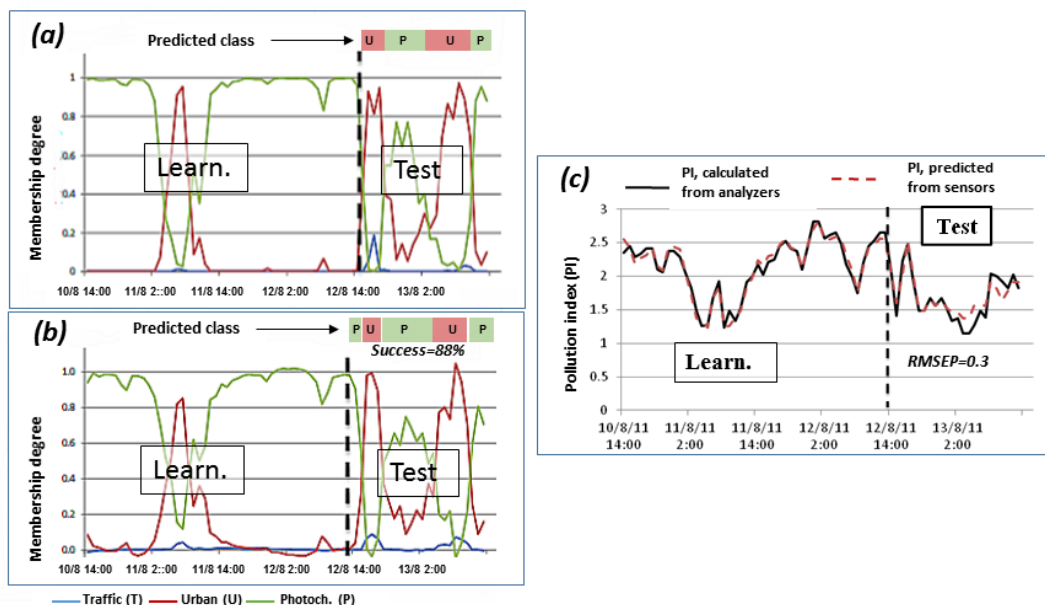 (a)
Predicted class
U P U P
Membership degree
1
0.8
0.6
0.4
0.2
0
Learn.
Test
10/8 14:00 11/8 2:00 11/8 14:00 12/8 2:00 12/8 14:00 13/8 2:00
(b)
Predicted class
P U P U P
Success=88%
Membership degree
1.0
0.8
0.6
0.4
0.2
0.0
Learn.
Test
10/8 14:00 11/8 2::00 11/8 14:00 12/8 2:00 12/8 14:00 13/8 2:00
Traffic (T) Urban (U) Photoch. (P)
(c)
PI, calculated
from analyzers
PI, predicted
from sensors
Pollution index (PI)
3
2.5
2
1.5
1
0.5
0
Test
Learn.
RMSEP=0.3
10/8/11 11/8/11 11/8/11 12/8/11 12/8/11 13/8/11
14:00 2:00 14:00 2:00 14:00 2:00